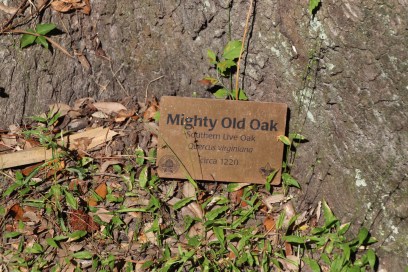 Mighty Old Oak
Southern Live Oak
Quercus virginiana
circa 1220